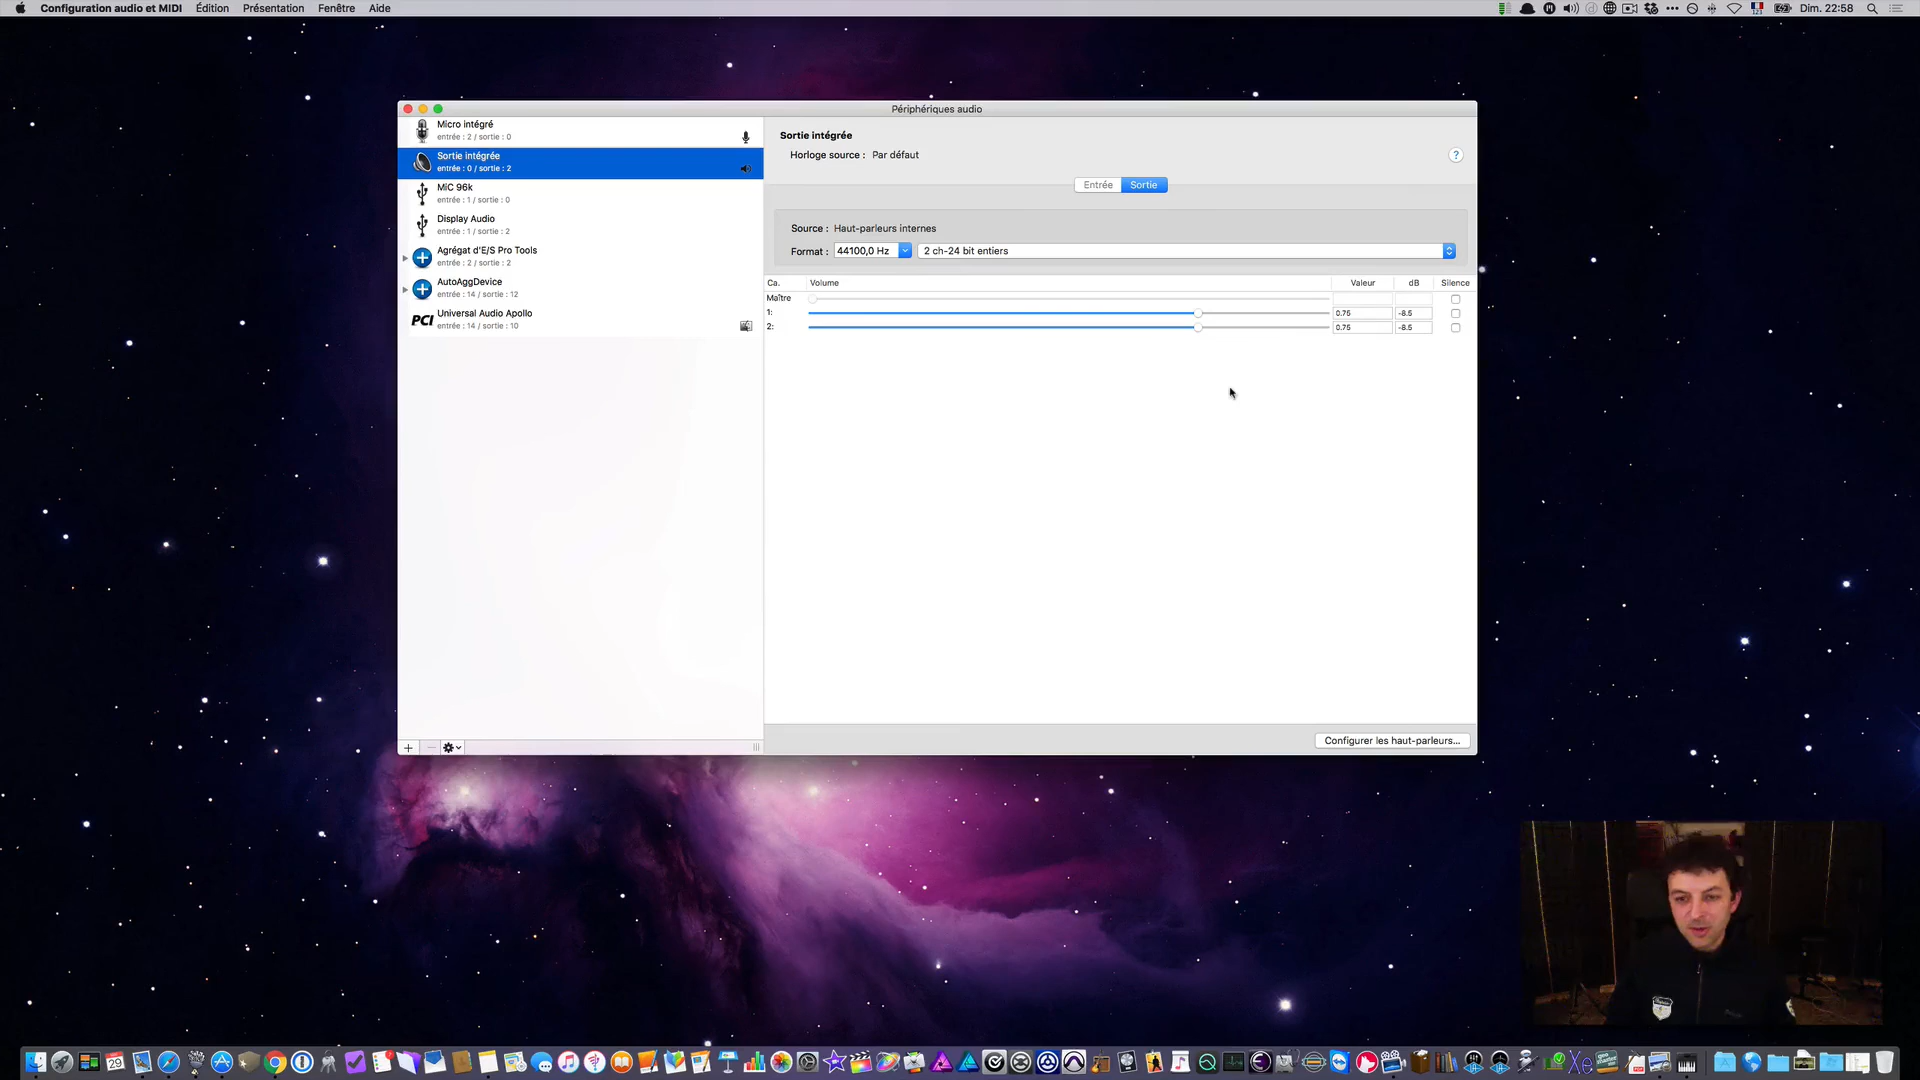 Configuration audio et MIDI Édition Présentation Fenêtre Aide
Dim. 22:58
Périphériques audio
Micro intégré
entrée : 2 / sortie : 0
Sortie intégrée
entrée : 0 / sortie : 2
MiC 96k
entrée : 1 / sortie : 0
Display Audio
entrée : 1 / sortie : 2
Agrégat d'E/S Pro Tools
entrée : 2 / sortie : 2
AutoAggDevice
entrée : 14 / sortie : 12
PCI
Universal Audio Apollo
entrée : 14 / sortie : 10
Sortie intégrée
Horloge source : Par défaut
?
Entrée Sortie
Source : Haut-parleurs internes
Format : 44100,0 Hz 2 ch-24 bit entiers
Ca. Volume Valeur dB Silence
Maître
1: 0.75 -8.5
2: 0.75 -8.5
Configurer les haut-parleurs...
29